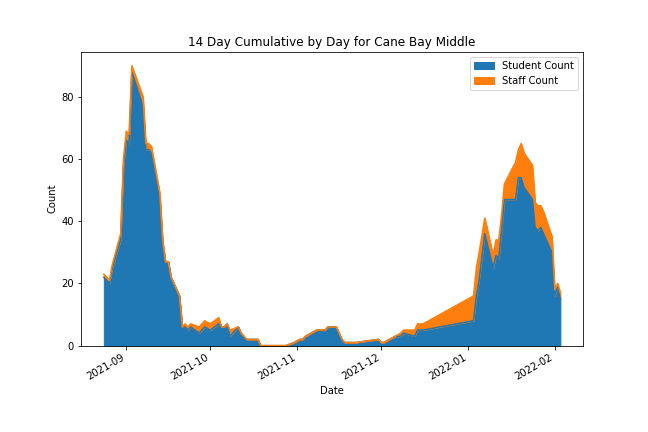 14 Day Cumulative by Day for Cane Bay Middle
Student Count
Staff Count
80
60
40
20
0
Count
2021-09
2021-10
2021-11
2021-12
2022-01
2022-02
Date